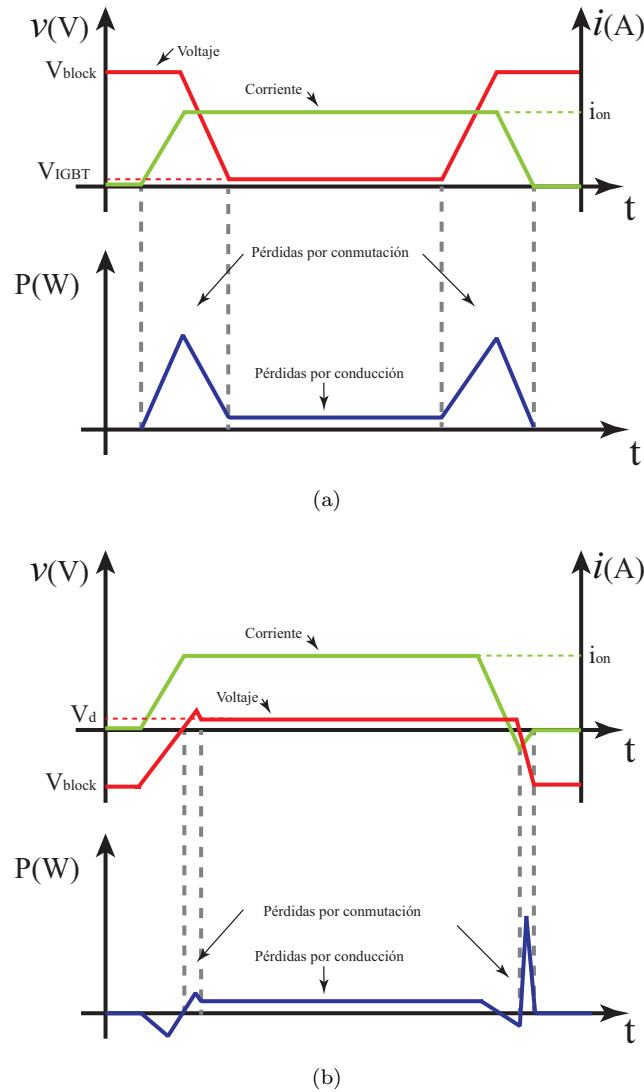 v(V)
i(A)
Voltaje
Vblock
Corriente
ion
VIGBT
t
P(W)
Pérdidas por conmutación
Pérdidas por conducción
t
(a)
v(V)
i(A)
Corriente
ion
Voltaje
Vd
t
Vblock
P(W)
Pérdidas por conmutación
Pérdidas por conducción
t
(b)